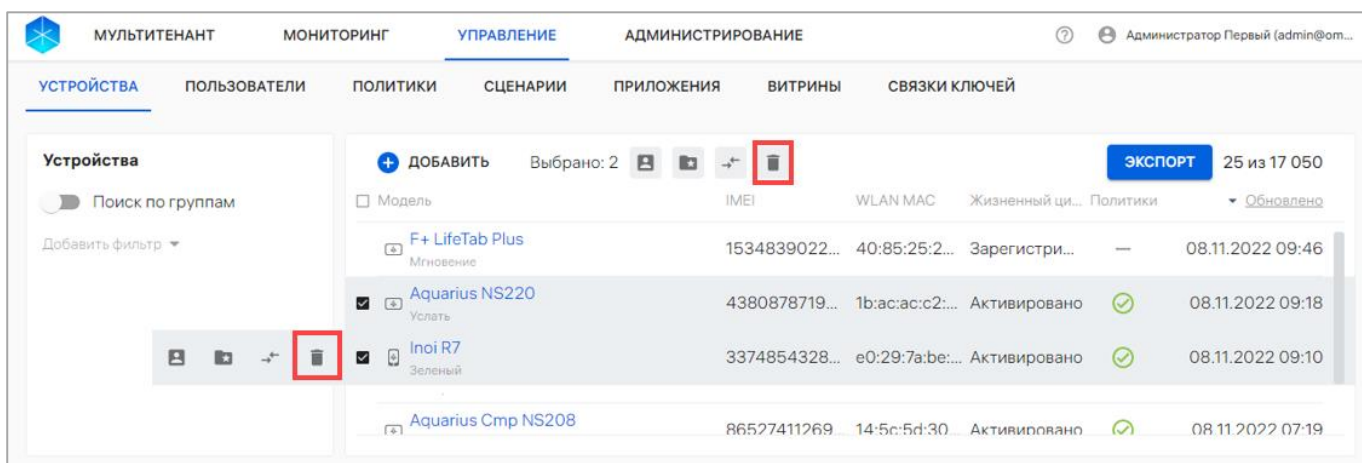 МУЛЬТИТЕНАНТ МОНИТОРИНГ УПРАВЛЕНИЕ АДМИНИСТРИРОВАНИЕ ? Администратор Первый (admin@om...
УСТРОЙСТВА ПОЛЬЗОВАТЕЛИ ПОЛИТИКИ СЦЕНАРИИ ПРИЛОЖЕНИЯ ВИТРИНЫ СВЯЗКИ КЛЮЧЕЙ
Устройства
Поиск по группам
Добавить фильтр
ДОБАВИТЬ Выбрано: 2 ЭКСПОРТ 25 из 17 050
Модель IMEI WLAN MAC Жизненный ци... Политики Обновлено
F+ LifeTab Plus 1534839022... 40:85:25:2... Зарегистри... — 08.11.2022 09:46
Мгновение
Aquarius NS220 4380878719... 1b:ac:ac:c2:... Активировано 08.11.2022 09:18
Услать
Inoi R7 3374854328... e0:29:7a:be:... Активировано 08.11.2022 09:10
Зеленый
Aquarius Cmp NS208 86527411269 14:5c:5d:30 Активировано 08.11.2022 07:19